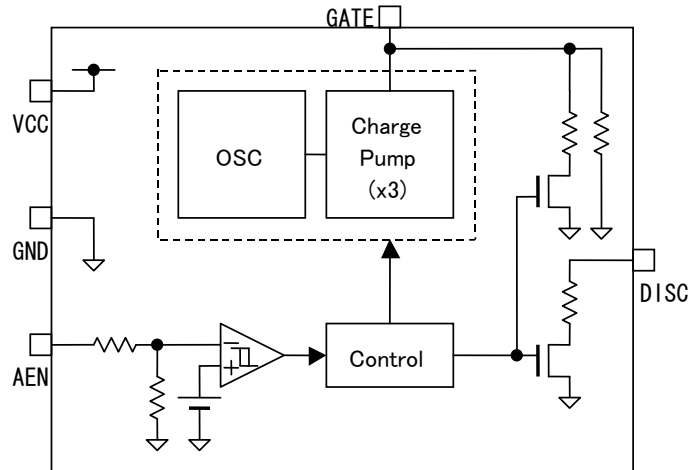 GATE
VCC
OSC
Charge
Pump
(x3)
GND
DISC
AEN
−
+
Control